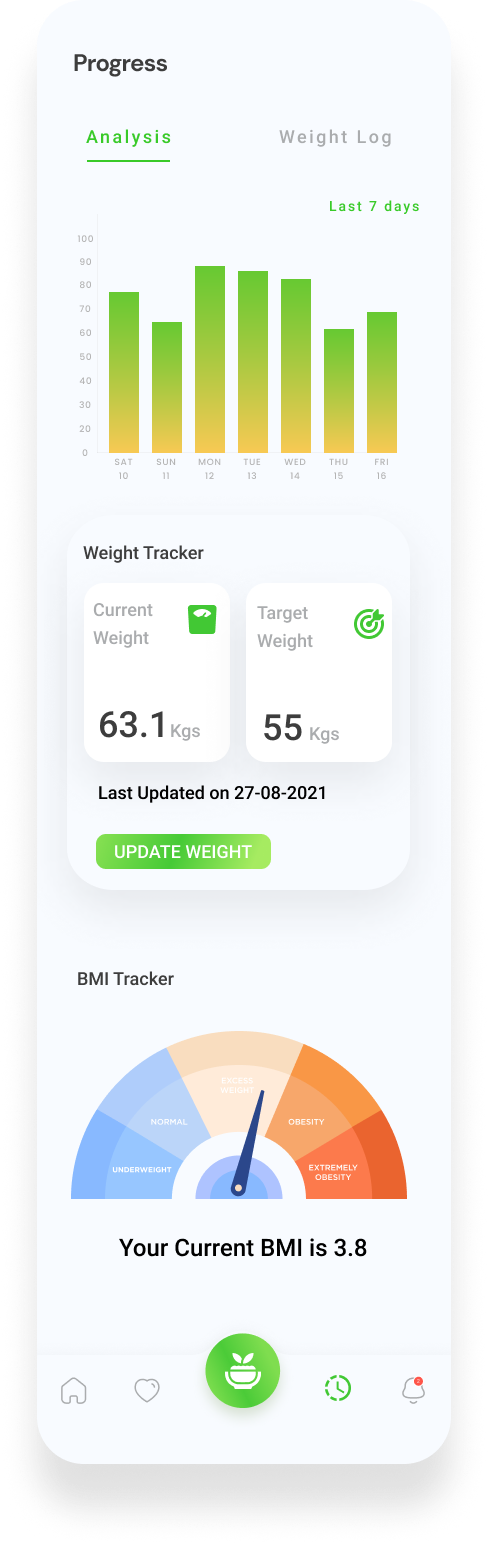 Progress
Analysis Weight Log
Last 7 days
100
90
80
70
60
50
40
30
20
0
SAT SUN MON TUE WED THU FRI
10 11 12 13 14 15 16
Weight Tracker
Current Target
Weight Weight
63.1 Kgs 55 Kgs
Last Updated on 27-08-2021
UPDATE WEIGHT
BMI Tracker
EXCESS
WEIGHT
NORMAL OBESITY
UNDERWEIGHT EXTREMELY
OBESITY
Your Current BMI is 3.8